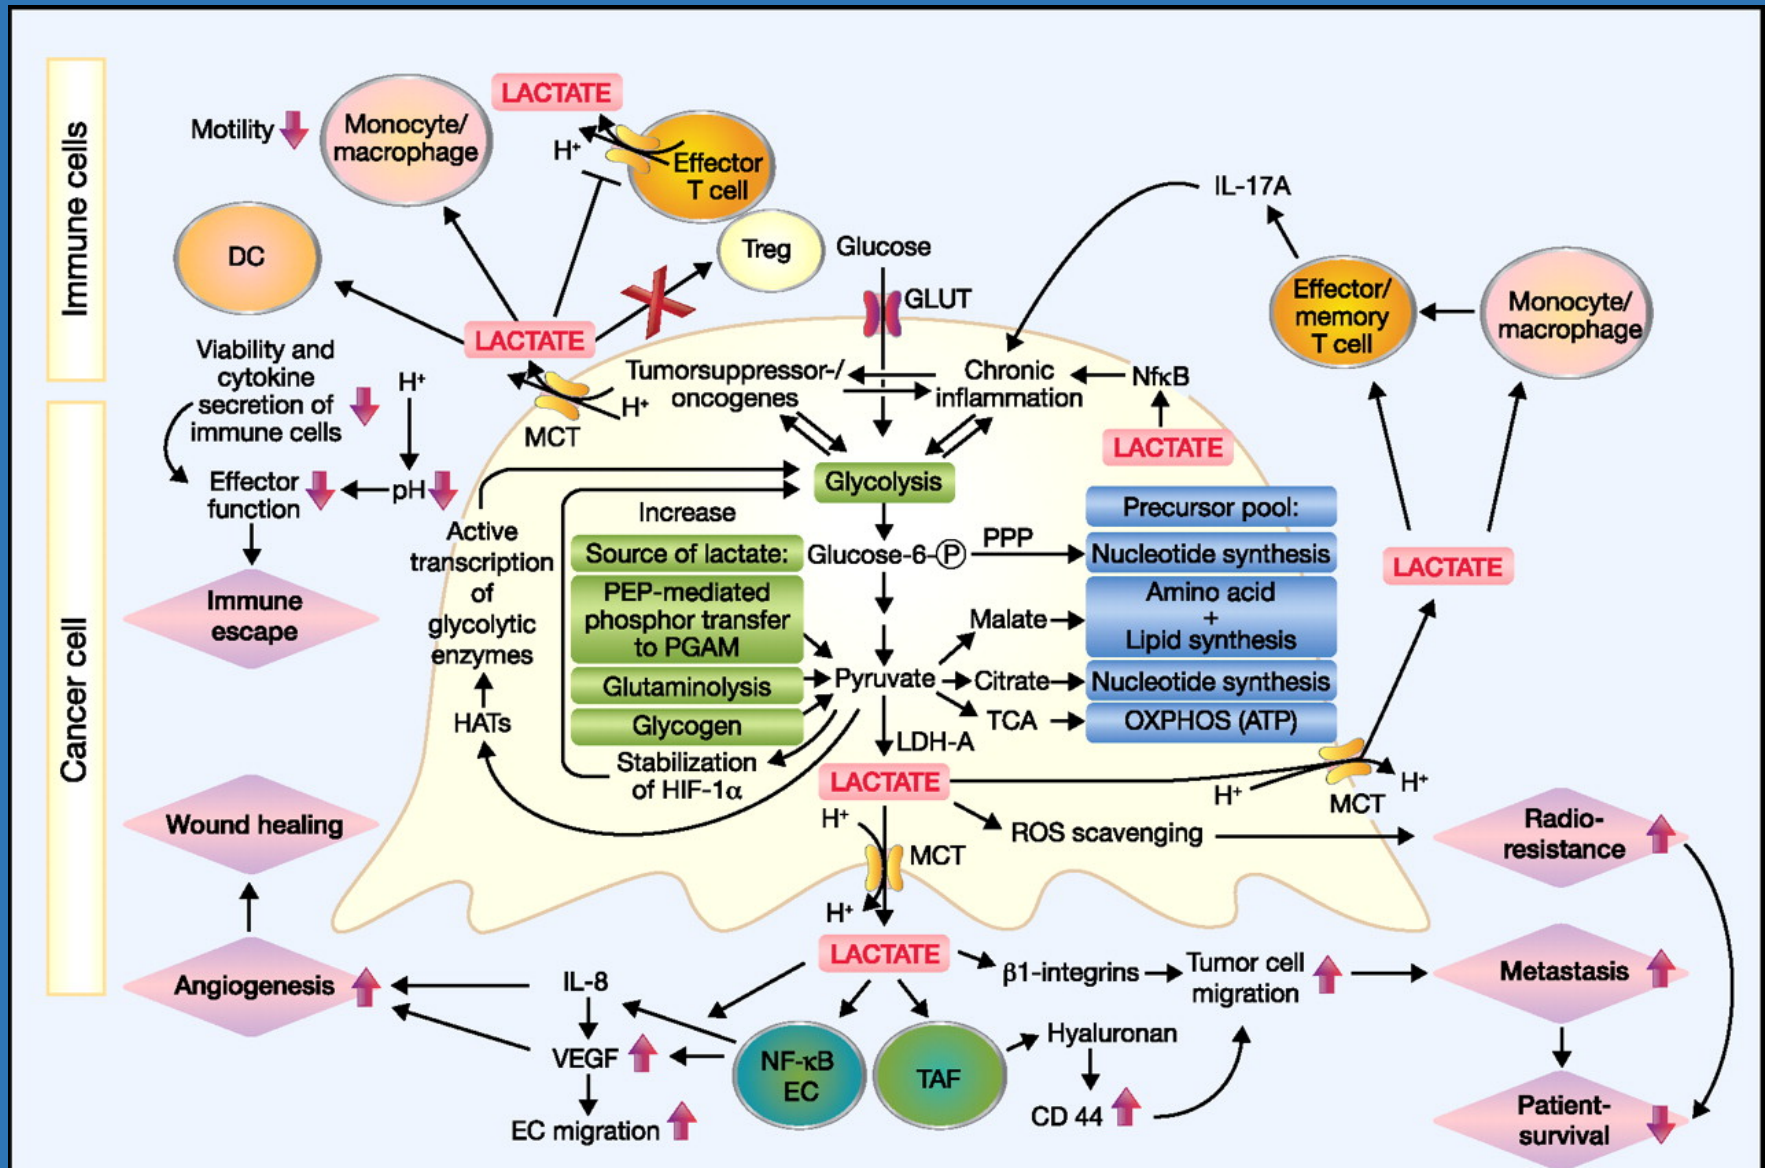 Immune cells
Cancer cell
Motility
Monocyte/
macrophage
LACTATE
H⁺
Effector
T cell
DC
Treg
Glucose
GLUT
IL-17A
Effector/
memory
T cell
Monocyte/
macrophage
LACTATE
Viability and
cytokine
secretion of
immune cells
H⁺
Effector
function
pH
Immune
escape
MCT
H⁺
Tumorsuppressor-/
oncogenes
Chronic
inflammation
NfκB
LACTATE
Glycolysis
Increase
Active
transcription
of
glycolytic
enzymes
HATs
Source of lactate:
PEP-mediated
phosphor transfer
to PGAM
Glutaminolysis
Glycogen
Stabilization
of HIF-1α
Glucose-6-P
PPP
Pyruvate
Malate
Citrate
TCA
LDH-A
Precursor pool:
Nucleotide synthesis
Amino acid
+
Lipid synthesis
Nucleotide synthesis
OXPHOS (ATP)
LACTATE
LACTATE
H⁺
MCT
H⁺
H⁺
MCT
H⁺
ROS scavenging
Radio-
resistance
Wound healing
Angiogenesis
LACTATE
IL-8
VEGF
EC migration
NF-κB
EC
TAF
β1-integrins
Tumor cell
migration
Hyaluronan
CD 44
Metastasis
Patient-
survival